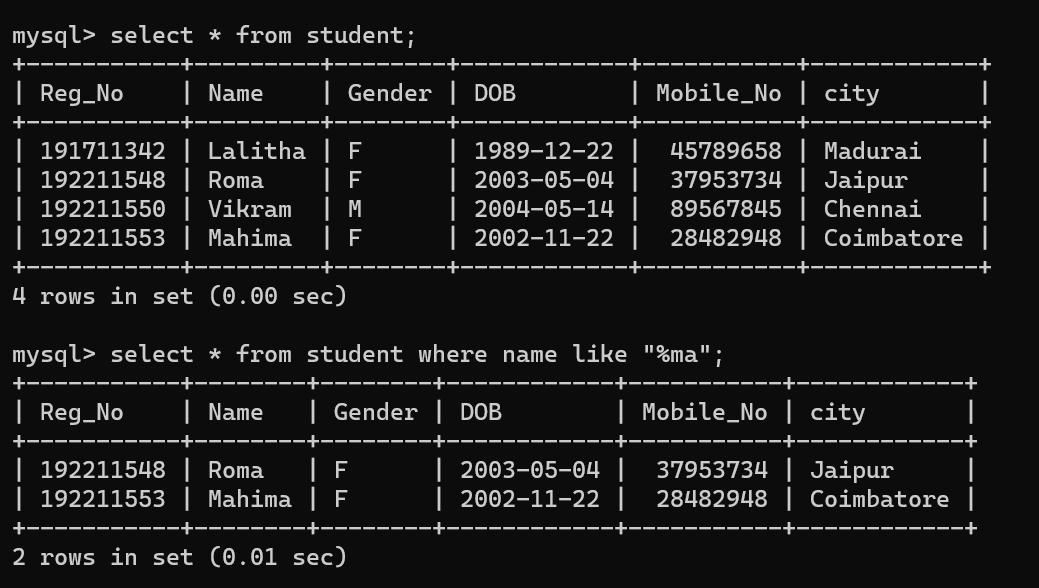 mysql> select * from student;
+-----------+---------+--------+------------+-----------+------------+
| Reg_No    | Name    | Gender | DOB        | Mobile_No | city       |
+-----------+---------+--------+------------+-----------+------------+
| 191711342 | Lalitha | F      | 1989-12-22 |  45789658 | Madurai    |
| 192211548 | Roma    | F      | 2003-05-04 |  37953734 | Jaipur     |
| 192211550 | Vikram  | M      | 2004-05-14 |  89567845 | Chennai    |
| 192211553 | Mahima  | F      | 2002-11-22 |  28482948 | Coimbatore |
+-----------+---------+--------+------------+-----------+------------+
4 rows in set (0.00 sec)

mysql> select * from student where name like "%ma";
+-----------+--------+--------+------------+-----------+------------+
| Reg_No    | Name   | Gender | DOB        | Mobile_No | city       |
+-----------+--------+--------+------------+-----------+------------+
| 192211548 | Roma   | F      | 2003-05-04 |  37953734 | Jaipur     |
| 192211553 | Mahima | F      | 2002-11-22 |  28482948 | Coimbatore |
+-----------+--------+--------+------------+-----------+------------+
2 rows in set (0.01 sec)